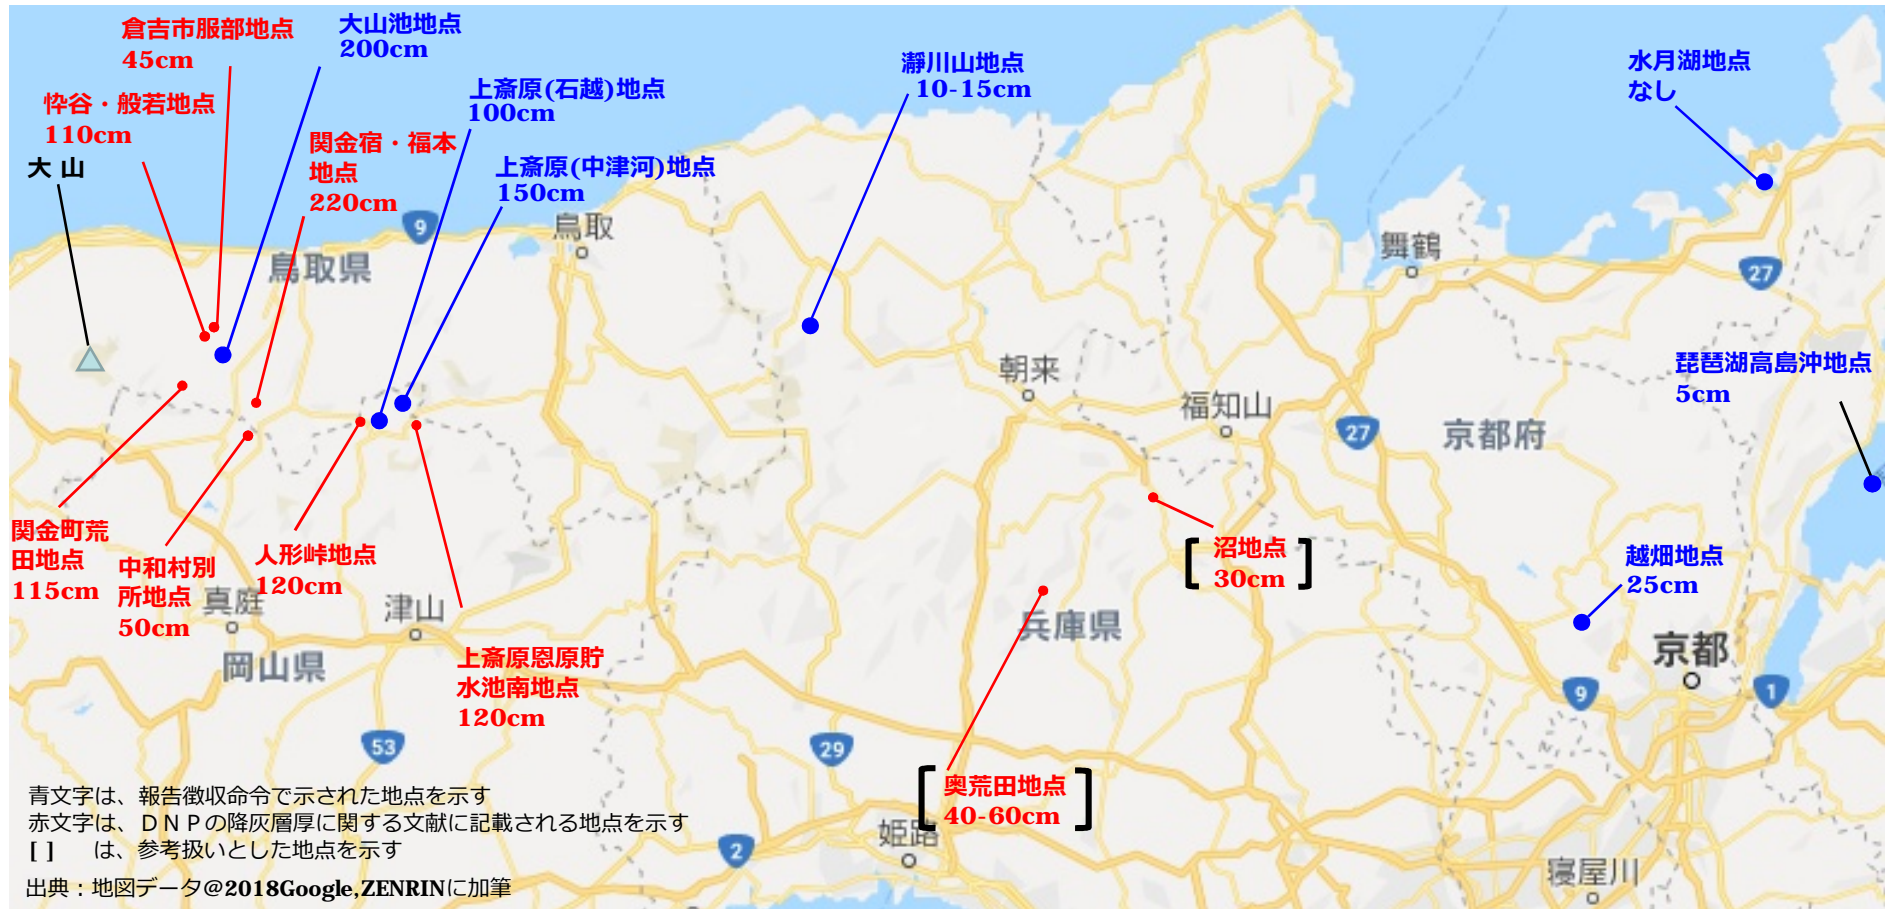 倉吉市服部地点
45cm
大山池地点
200cm
瀞川山地点
10-15cm
水月湖地点
なし
上斎原(石越)地点
100cm
忰谷・般若地点
110cm
関金宿・福本
地点
220cm
大 山
上斎原(中津河)地点
150cm
9
鳥取
鳥取県
舞鶴
27
朝来
福知山
27
京都府
琵琶湖高島沖地点
5cm
関金町荒
田地点
115cm
中和村別
所地点
50cm
人形峠地点
120cm
真庭
津山
岡山県
上斎原恩原貯
水池南地点
120cm
[ 沼地点
30cm ]
越畑地点
25cm
兵庫県
京都
9
1
53
29
[ 奥荒田地点
40-60cm ]
姫路
2
寝屋川
青文字は、報告徴収命令で示された地点を示す
赤文字は、ＤＮＰの降灰層厚に関する文献に記載される地点を示す
[ ] は、参考扱いとした地点を示す
出典：地図データ@2018Google,ZENRINに加筆